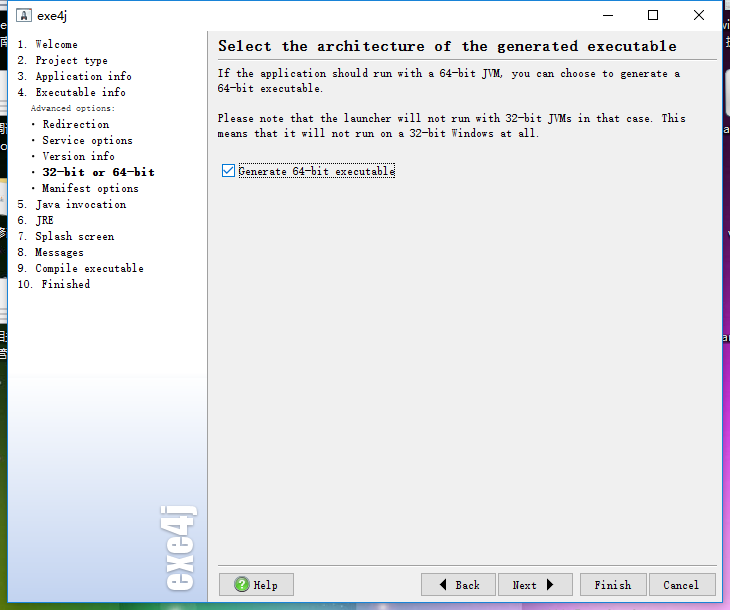 exe4j
1. Welcome
2. Project type
3. Application info
4. Executable info
Advanced options:
· Redirection
· Service options
· Version info
· 32-bit or 64-bit
· Manifest options
5. Java invocation
6. JRE
7. Splash screen
8. Messages
9. Compile executable
10. Finished
exe4j
Select the architecture of the generated executable
If the application should run with a 64-bit JVM, you can choose to generate a
64-bit executable.
Please note that the launcher will not run with 32-bit JVMs in that case. This
means that it will not run on a 32-bit Windows at all.
Generate 64-bit executable
Help
Back
Next
Finish
Cancel